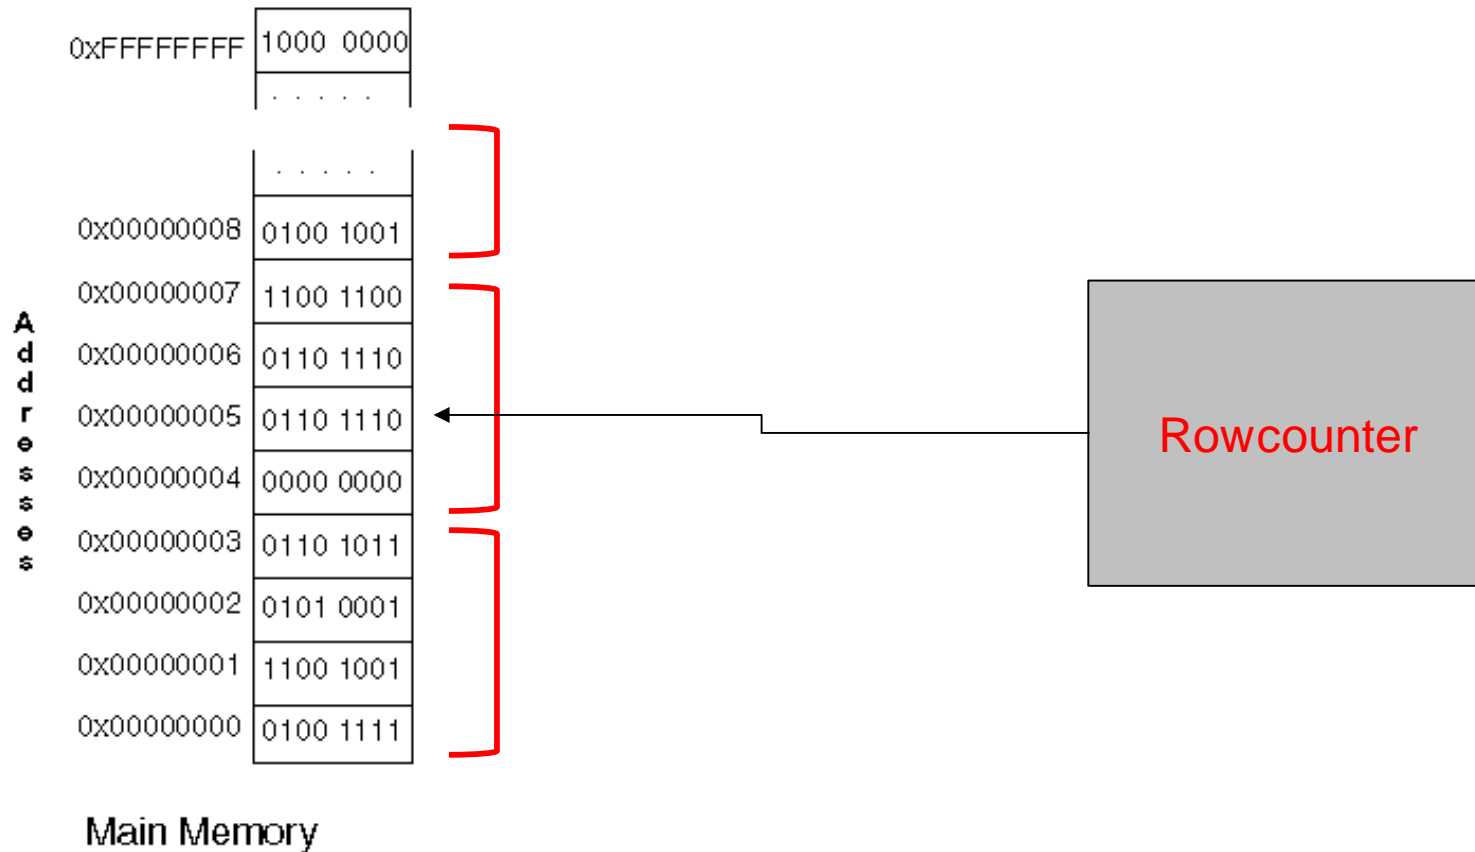 0xFFFFFFFF 1000 0000
. . . . .
. . . . .
0x00000008 0100 1001
0x00000007 1100 1100
0x00000006 0110 1110
0x00000005 0110 1110
0x00000004 0000 0000
0x00000003 0110 1011
0x00000002 0101 0001
0x00000001 1100 1001
0x00000000 0100 1111
Addresses
Rowcounter
Main Memory